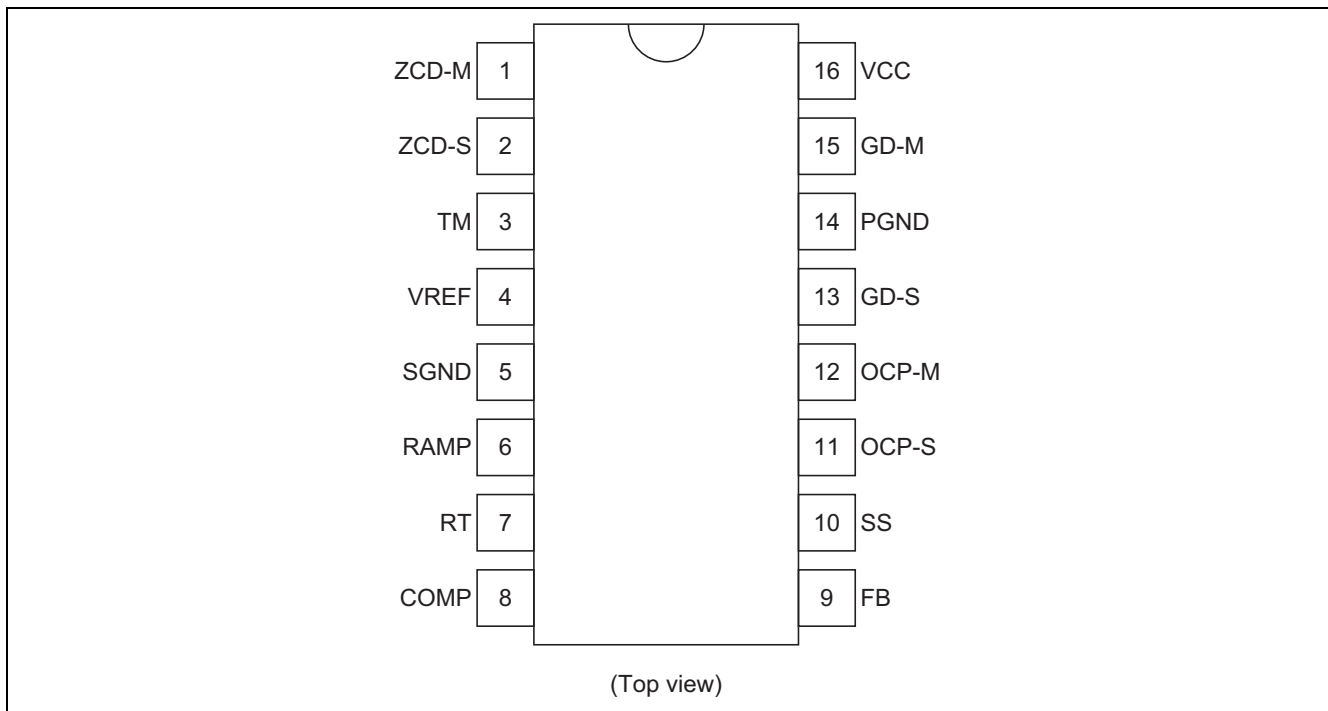 ZCD-M 1 16 VCC
ZCD-S 2 15 GD-M
TM 3 14 PGND
VREF 4 13 GD-S
SGND 5 12 OCP-M
RAMP 6 11 OCP-S
RT 7 10 SS
COMP 8 9 FB
(Top view)